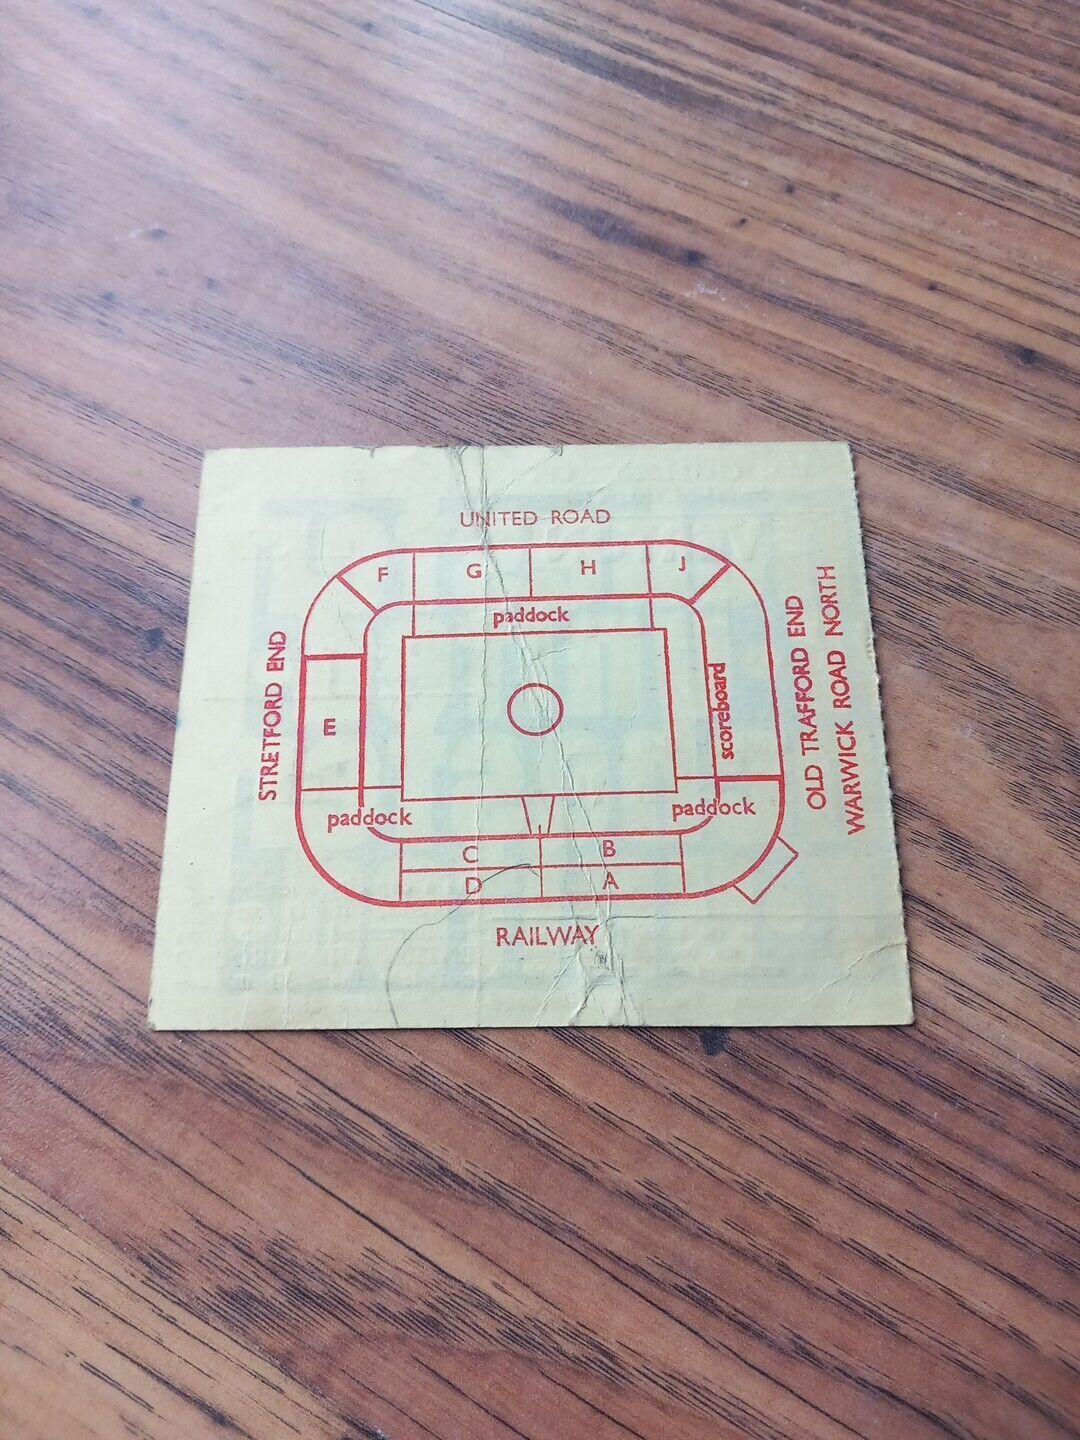 UNITED ROAD
F
G
H
J
paddock
STRETFORD END
E
scoreboard
OLD TRAFFORD END
WARWICK ROAD NORTH
paddock
paddock
C
B
D
A
RAILWAY